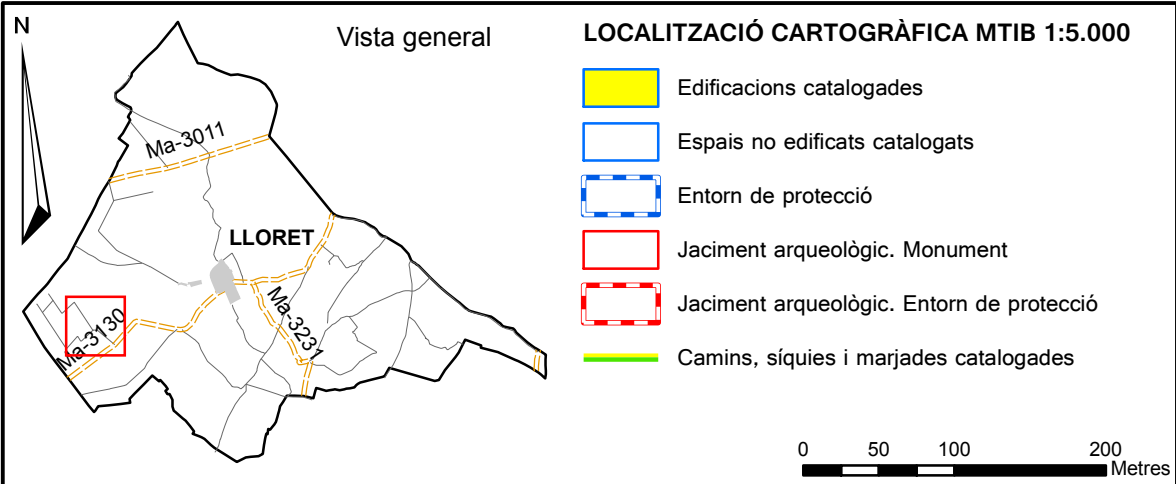 N
Vista general
Ma-3011
LLORET
Ma-3231
Ma-3130
LOCALITZACIÓ CARTOGRÀFICA MTIB 1:5.000
Edificacions catalogades
Espais no edificats catalogats
Entorn de protecció
Jaciment arqueològic. Monument
Jaciment arqueològic. Entorn de protecció
Camins, síquies i marjades catalogades
0 50 100 200
Metres